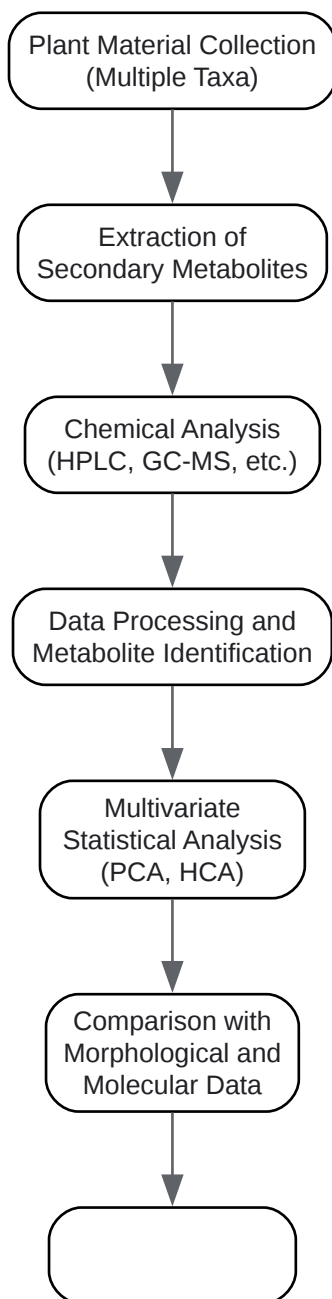 Plant Material Collection
(Multiple Taxa)
Extraction of
Secondary Metabolites
Chemical Analysis
(HPLC, GC-MS, etc.)
Data Processing and
Metabolite Identification
Multivariate
Statistical Analysis
(PCA, HCA)
Comparison with
Morphological and
Molecular Data